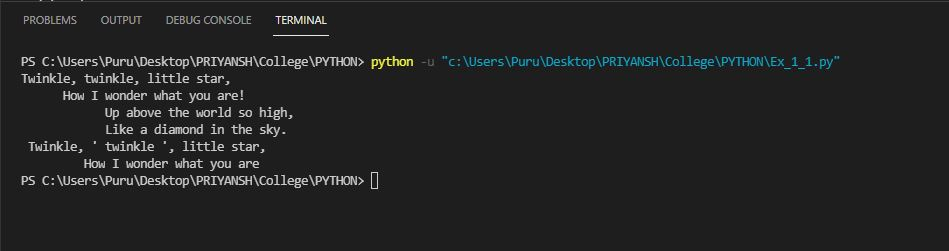 PROBLEMS OUTPUT DEBUG CONSOLE TERMINAL
PS C:\Users\Puru\Desktop\PRIYANSH\College\PYTHON> python -u "c:\Users\Puru\Desktop\PRIYANSH\College\PYTHON\Ex_1_1.py"
Twinkle, twinkle, little star,
      How I wonder what you are!
            Up above the world so high,
            Like a diamond in the sky.
 Twinkle, ' twinkle ', little star,
         How I wonder what you are
PS C:\Users\Puru\Desktop\PRIYANSH\College\PYTHON>